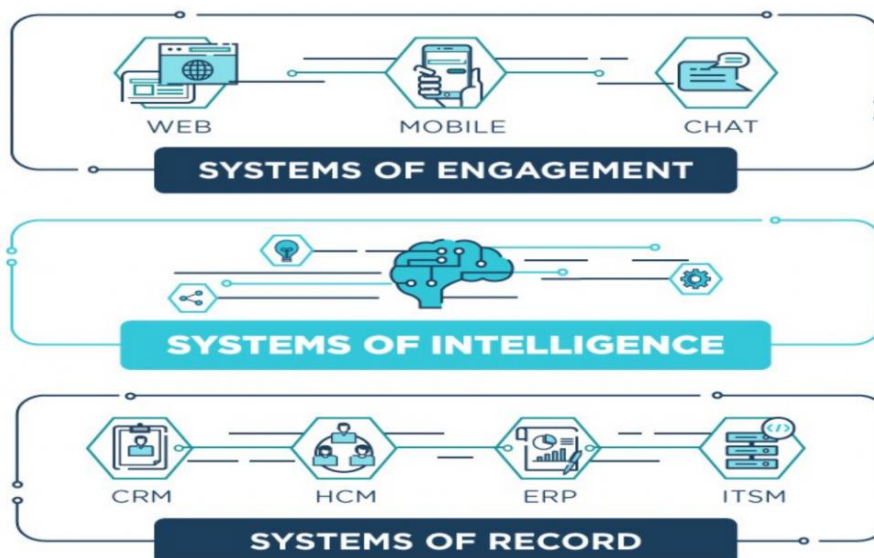 WEB
MOBILE
CHAT
SYSTEMS OF ENGAGEMENT
SYSTEMS OF INTELLIGENCE
CRM
HCM
ERP
ITSM
SYSTEMS OF RECORD